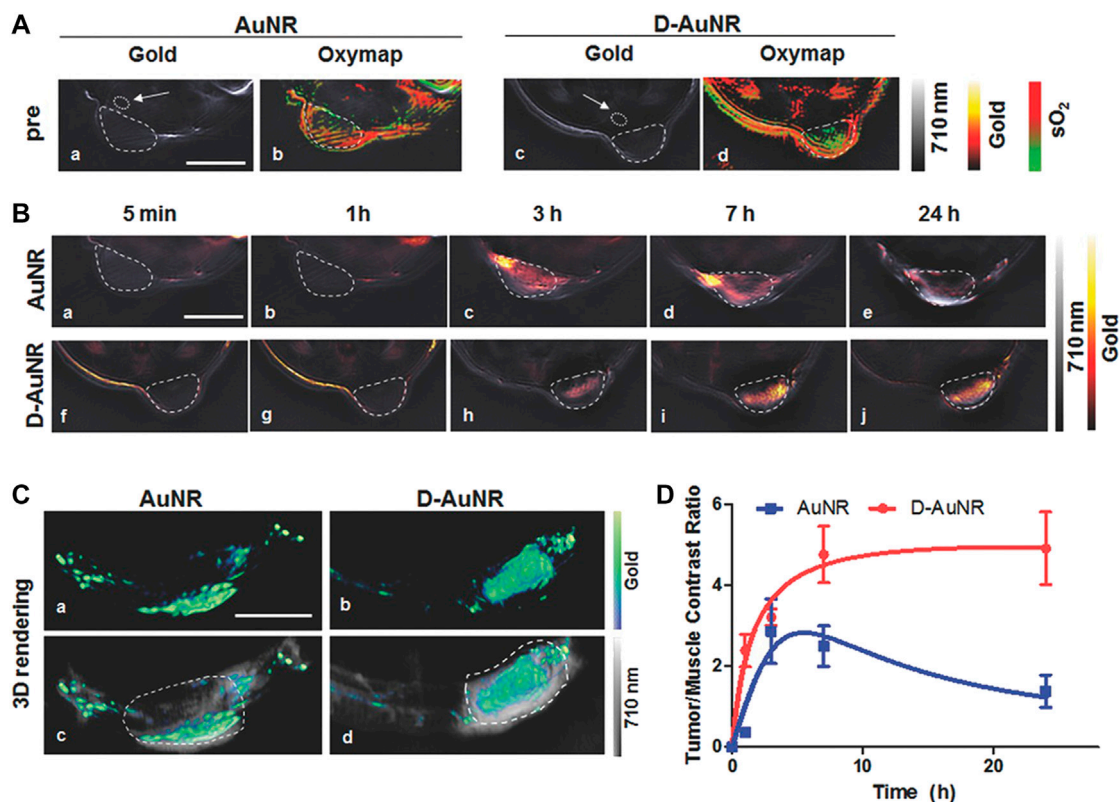 A
AuNR
D-AuNR
Gold
Oxymap
Gold
Oxymap
pre
a
b
c
d
710 nm
Gold
sO₂
B
5 min
1h
3 h
7 h
24 h
AuNR
a
b
c
d
e
D-AuNR
f
g
h
i
j
710 nm
Gold
C
AuNR
D-AuNR
3D rendering
a
b
Gold
c
d
710 nm
D
AuNR
D-AuNR
Tumor/Muscle Contrast Ratio
6
4
2
0
0
10
20
Time (h)